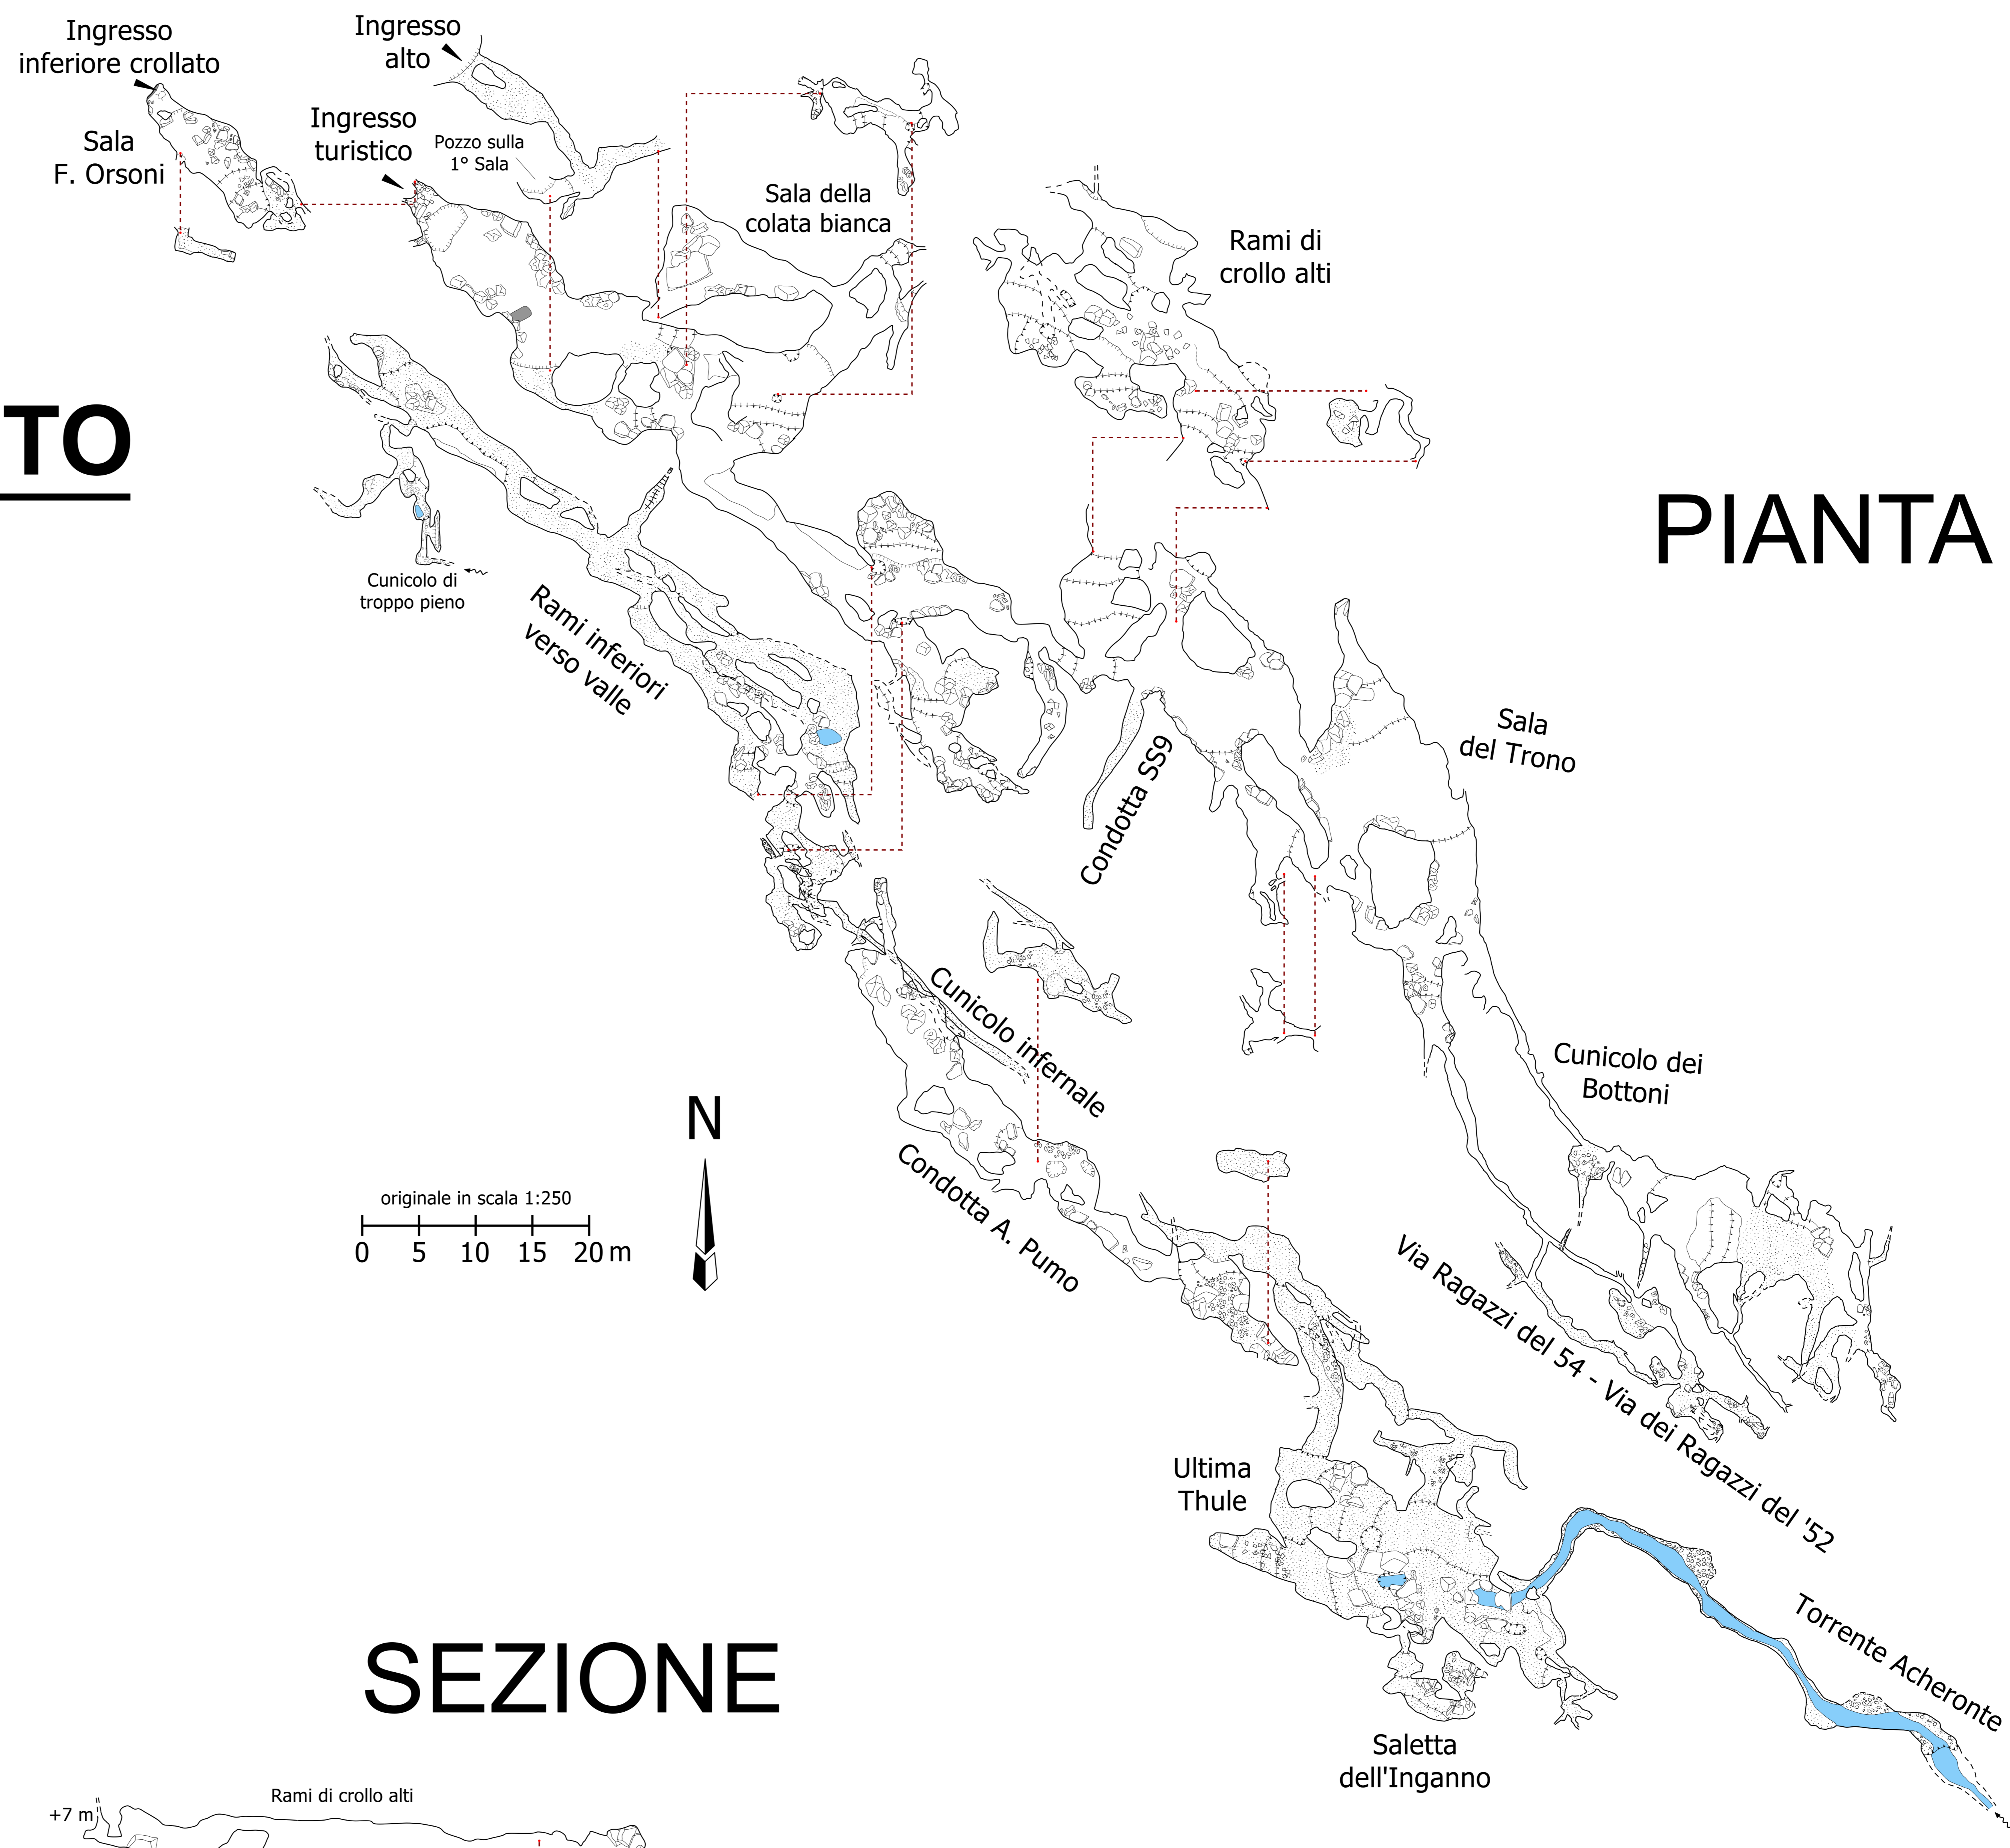 Ingresso
inferiore crollato
Ingresso
alto
Ingresso
turistico
Pozzo sulla
1° Sala
Sala
F. Orsoni
Sala della
colata bianca
Rami di
crollo alti
TO
PIANTA
Cunicolo di
troppo pieno
Rami inferiori
verso valle
Condotta SS9
Sala
del Trono
Cunicolo infernale
Cunicolo dei
Bottoni
Condotta A. Pumo
N
originale in scala 1:250
0 5 10 15 20 m
Via Ragazzi del 54 - Via dei Ragazzi del '52
Ultima
Thule
Torrente Acheronte
SEZIONE
Saletta
dell'Inganno
Rami di crollo alti
+7 m